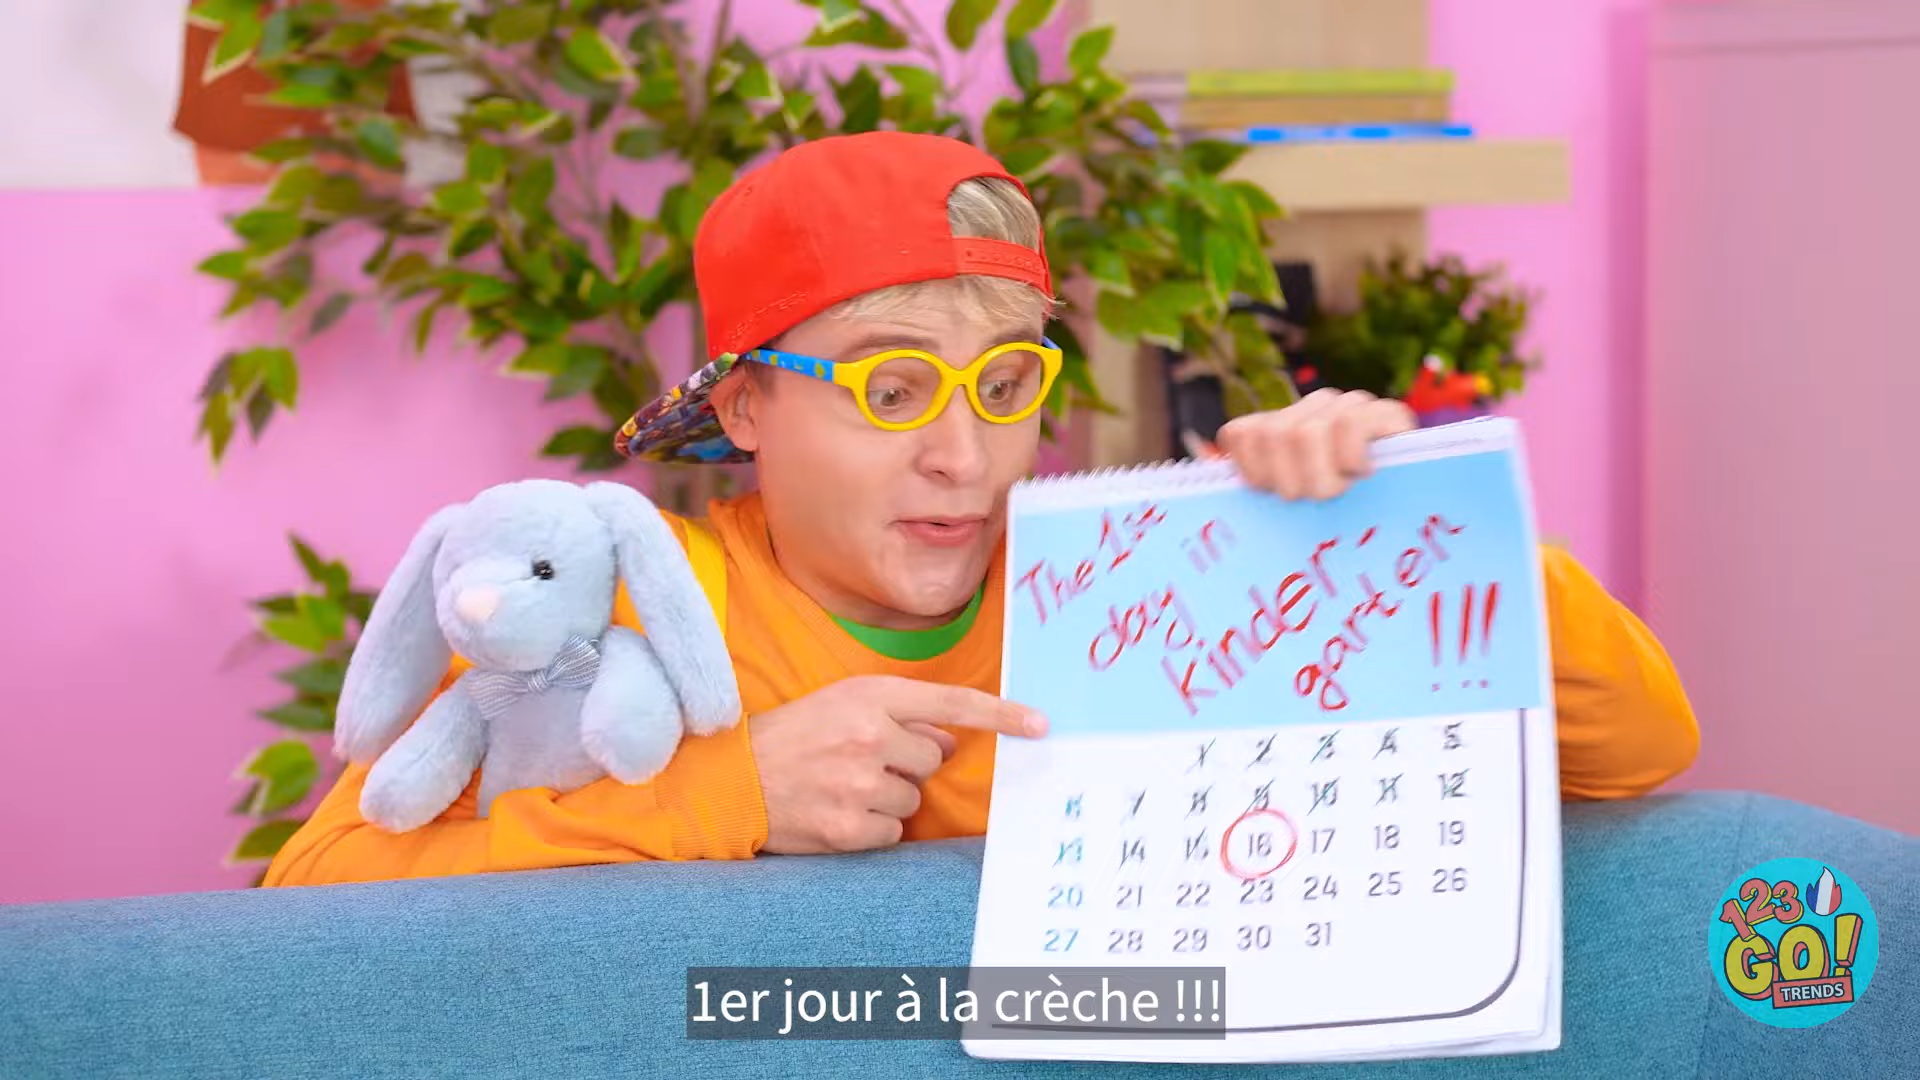 The 1st
day in
kinder-
garten
!!!
1 2 3 4 5
6 7 8 9 10 11 12
13 14 15 16 17 18 19
20 21 22 23 24 25 26
27 28 29 30 31
1er jour à la crèche !!!
123
GO!
TRENDS